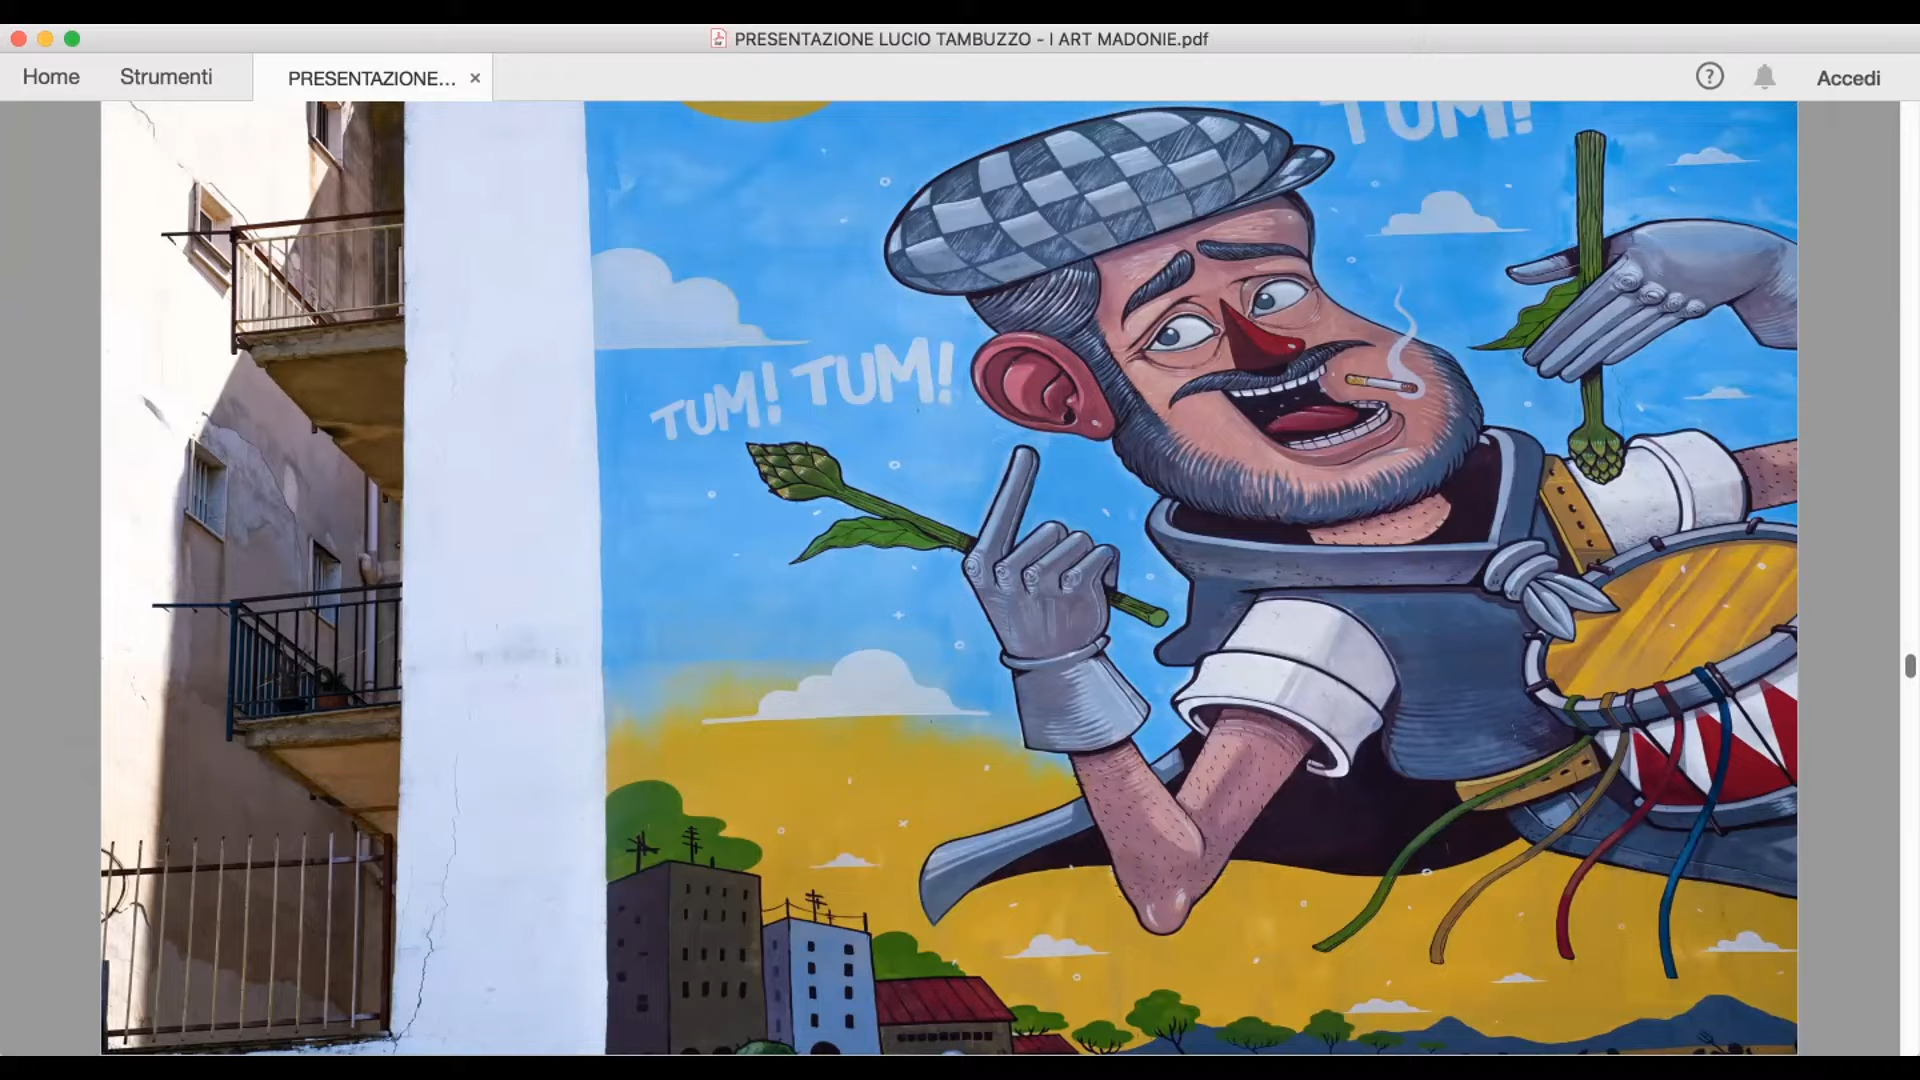 PRESENTAZIONE LUCIO TAMBUZZO - I ART MADONIE.pdf
Home
Strumenti
PRESENTAZIONE...
Accedi
TUM!
TUM! TUM!